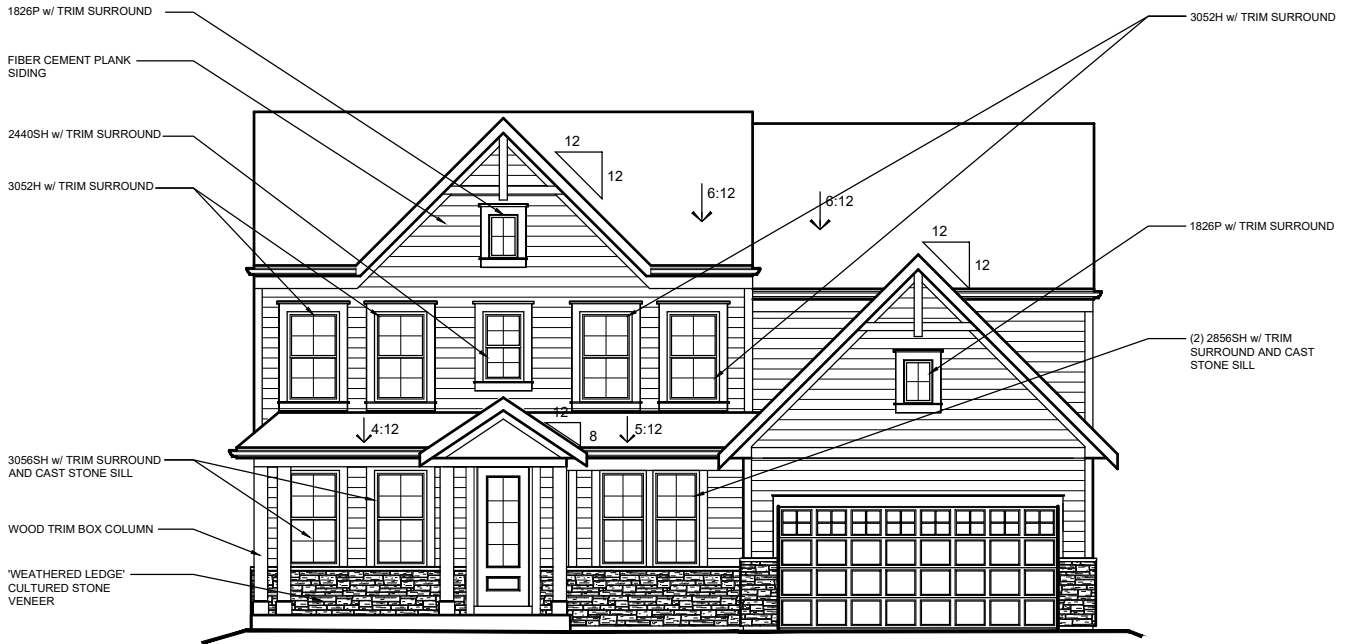 1826P w/ TRIM SURROUND
FIBER CEMENT PLANK
SIDING
2440SH w/ TRIM SURROUND
3052H w/ TRIM SURROUND
3056SH w/ TRIM SURROUND
AND CAST STONE SILL
WOOD TRIM BOX COLUMN
'WEATHERED LEDGE'
CULTURED STONE
VENEER
12
12
6:12
6:12
12
12
4:12
12
8
5:12
3052H w/ TRIM SURROUND
1826P w/ TRIM SURROUND
(2) 2856SH w/ TRIM
SURROUND AND CAST
STONE SILL